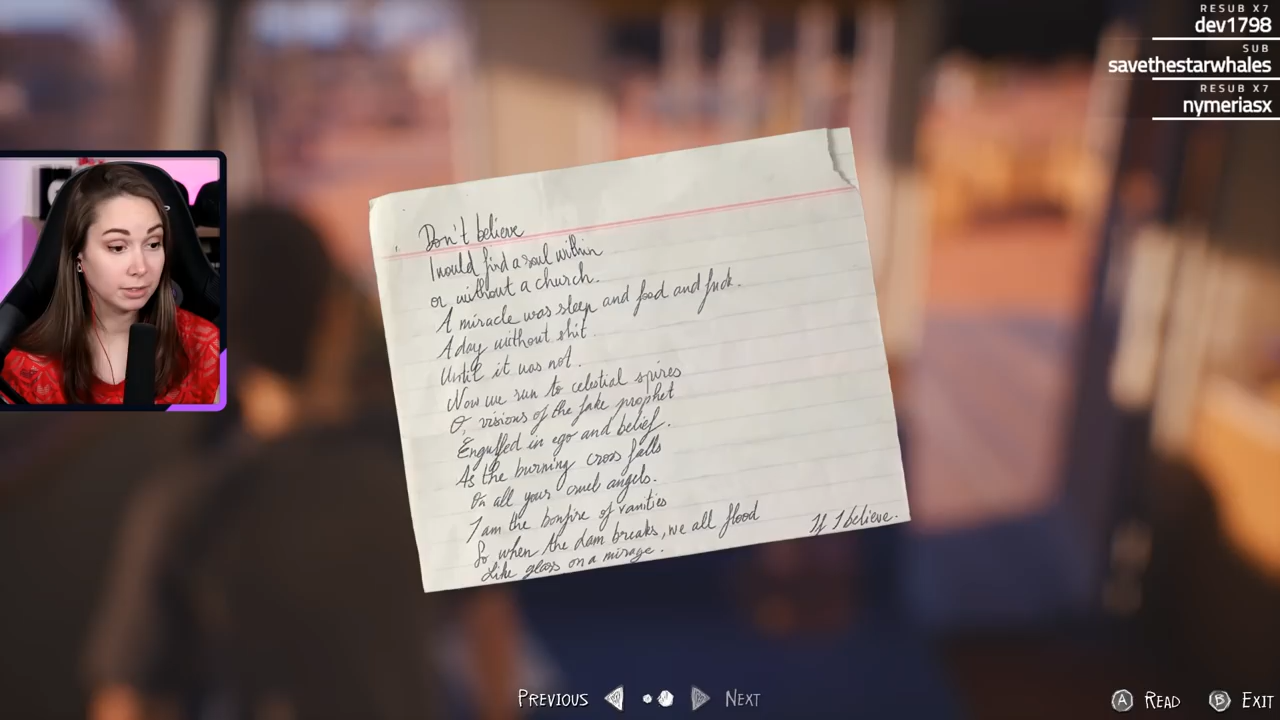 RESUB X7
dev1798
SUB
savethestarwhales
RESUB X7
nymeriasx
Don't believe
I would find a soul within
or without a church.
A miracle was sleep and food and fuck.
A day without shit.
Until it was not.
Now we run to celestial spires
O, visions of the fake prophet
Engulfed in ego and belief.
As the burning cross falls
On all your cruel angels.
I am the bonfire of vanities
So when the dam breaks, we all flood
Like glass on a mirage.
If I believe.
PREVIOUS
NEXT
A READ
B EXIT